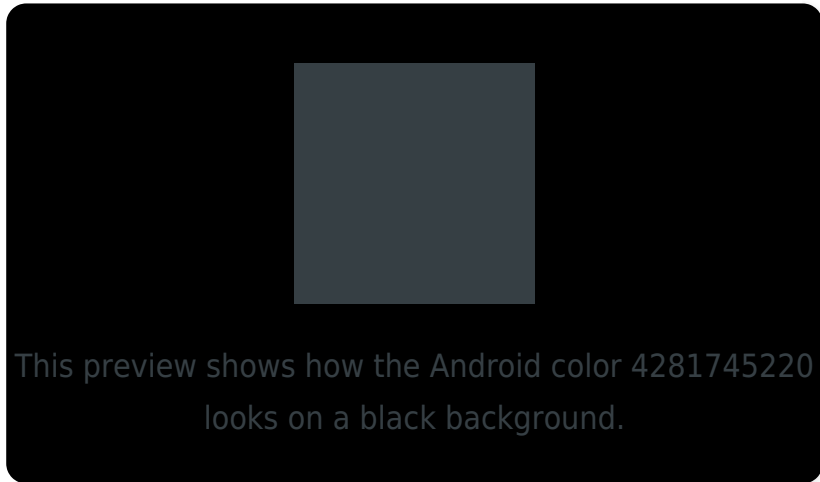 This preview shows how the Android color 4281745220
looks on a black background.